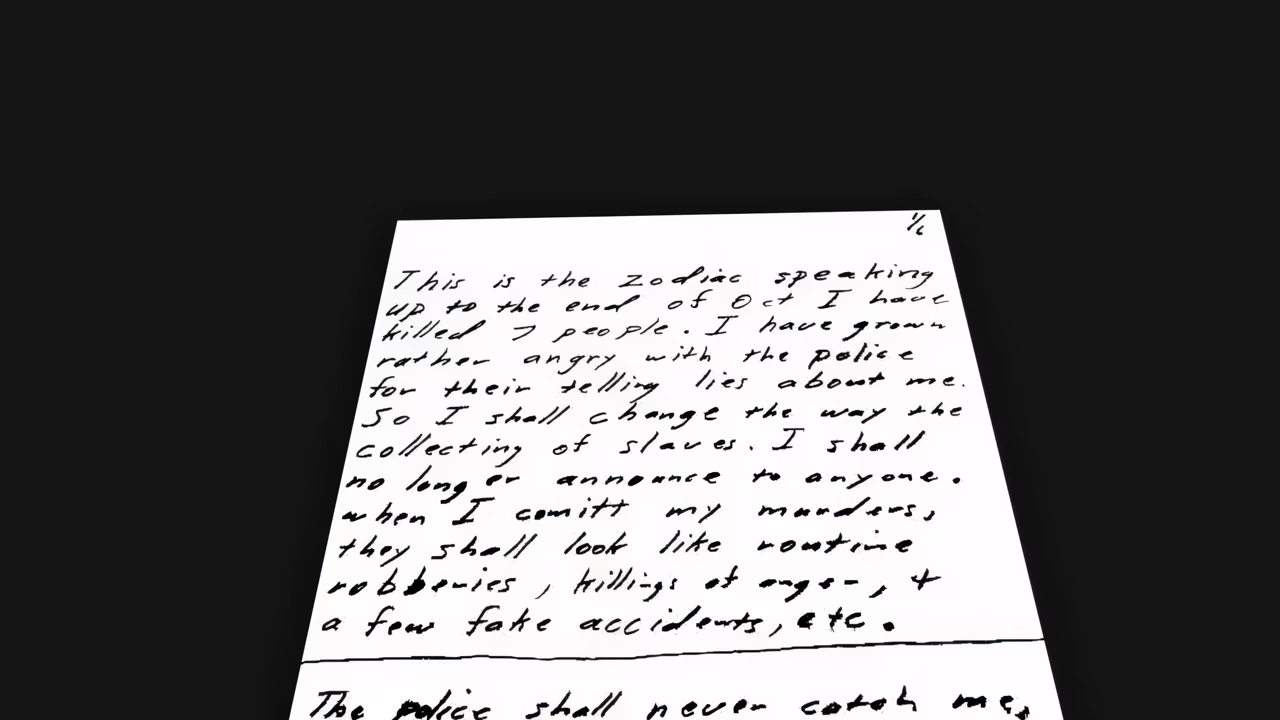 1/6
This is the Zodiac speaking
up to the end of Oct I have
killed 7 people. I have grown
rather angry with the police
for their telling lies about me.
So I shall change the way the
collecting of slaves. I shall
no longer announce to anyone.
when I comitt my murders,
they shall look like routine
robberies, killings of anger, +
a few fake accidents, etc.
The police shall never catch me,